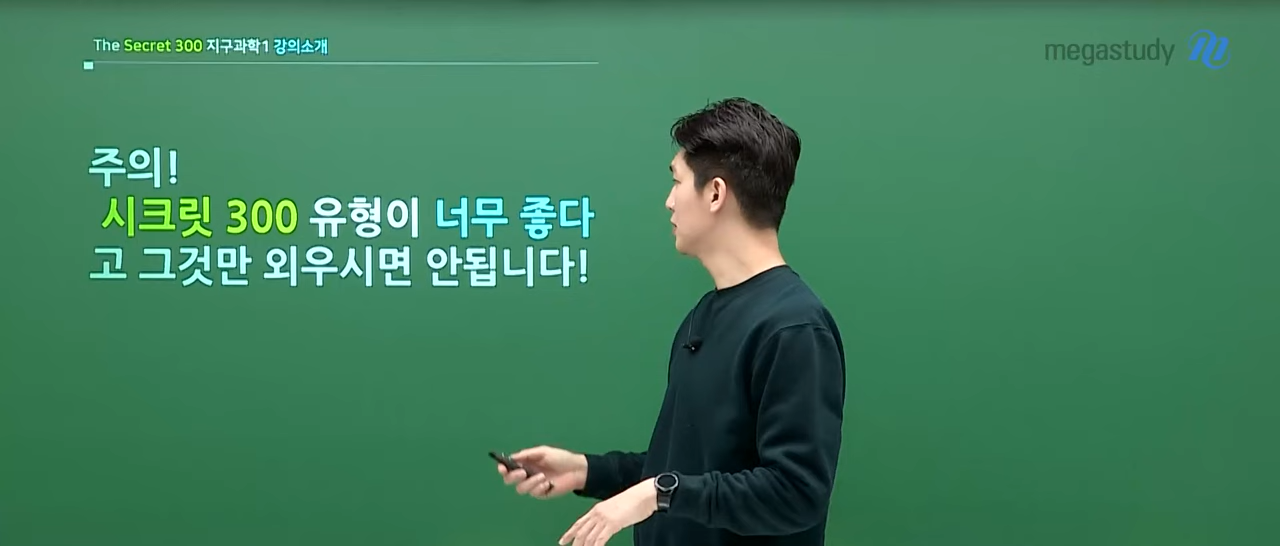 The Secret 300 지구과학1 강의소개
megastudy
주의!
시크릿 300 유형이 너무 좋다
고 그것만 외우시면 안됩니다!